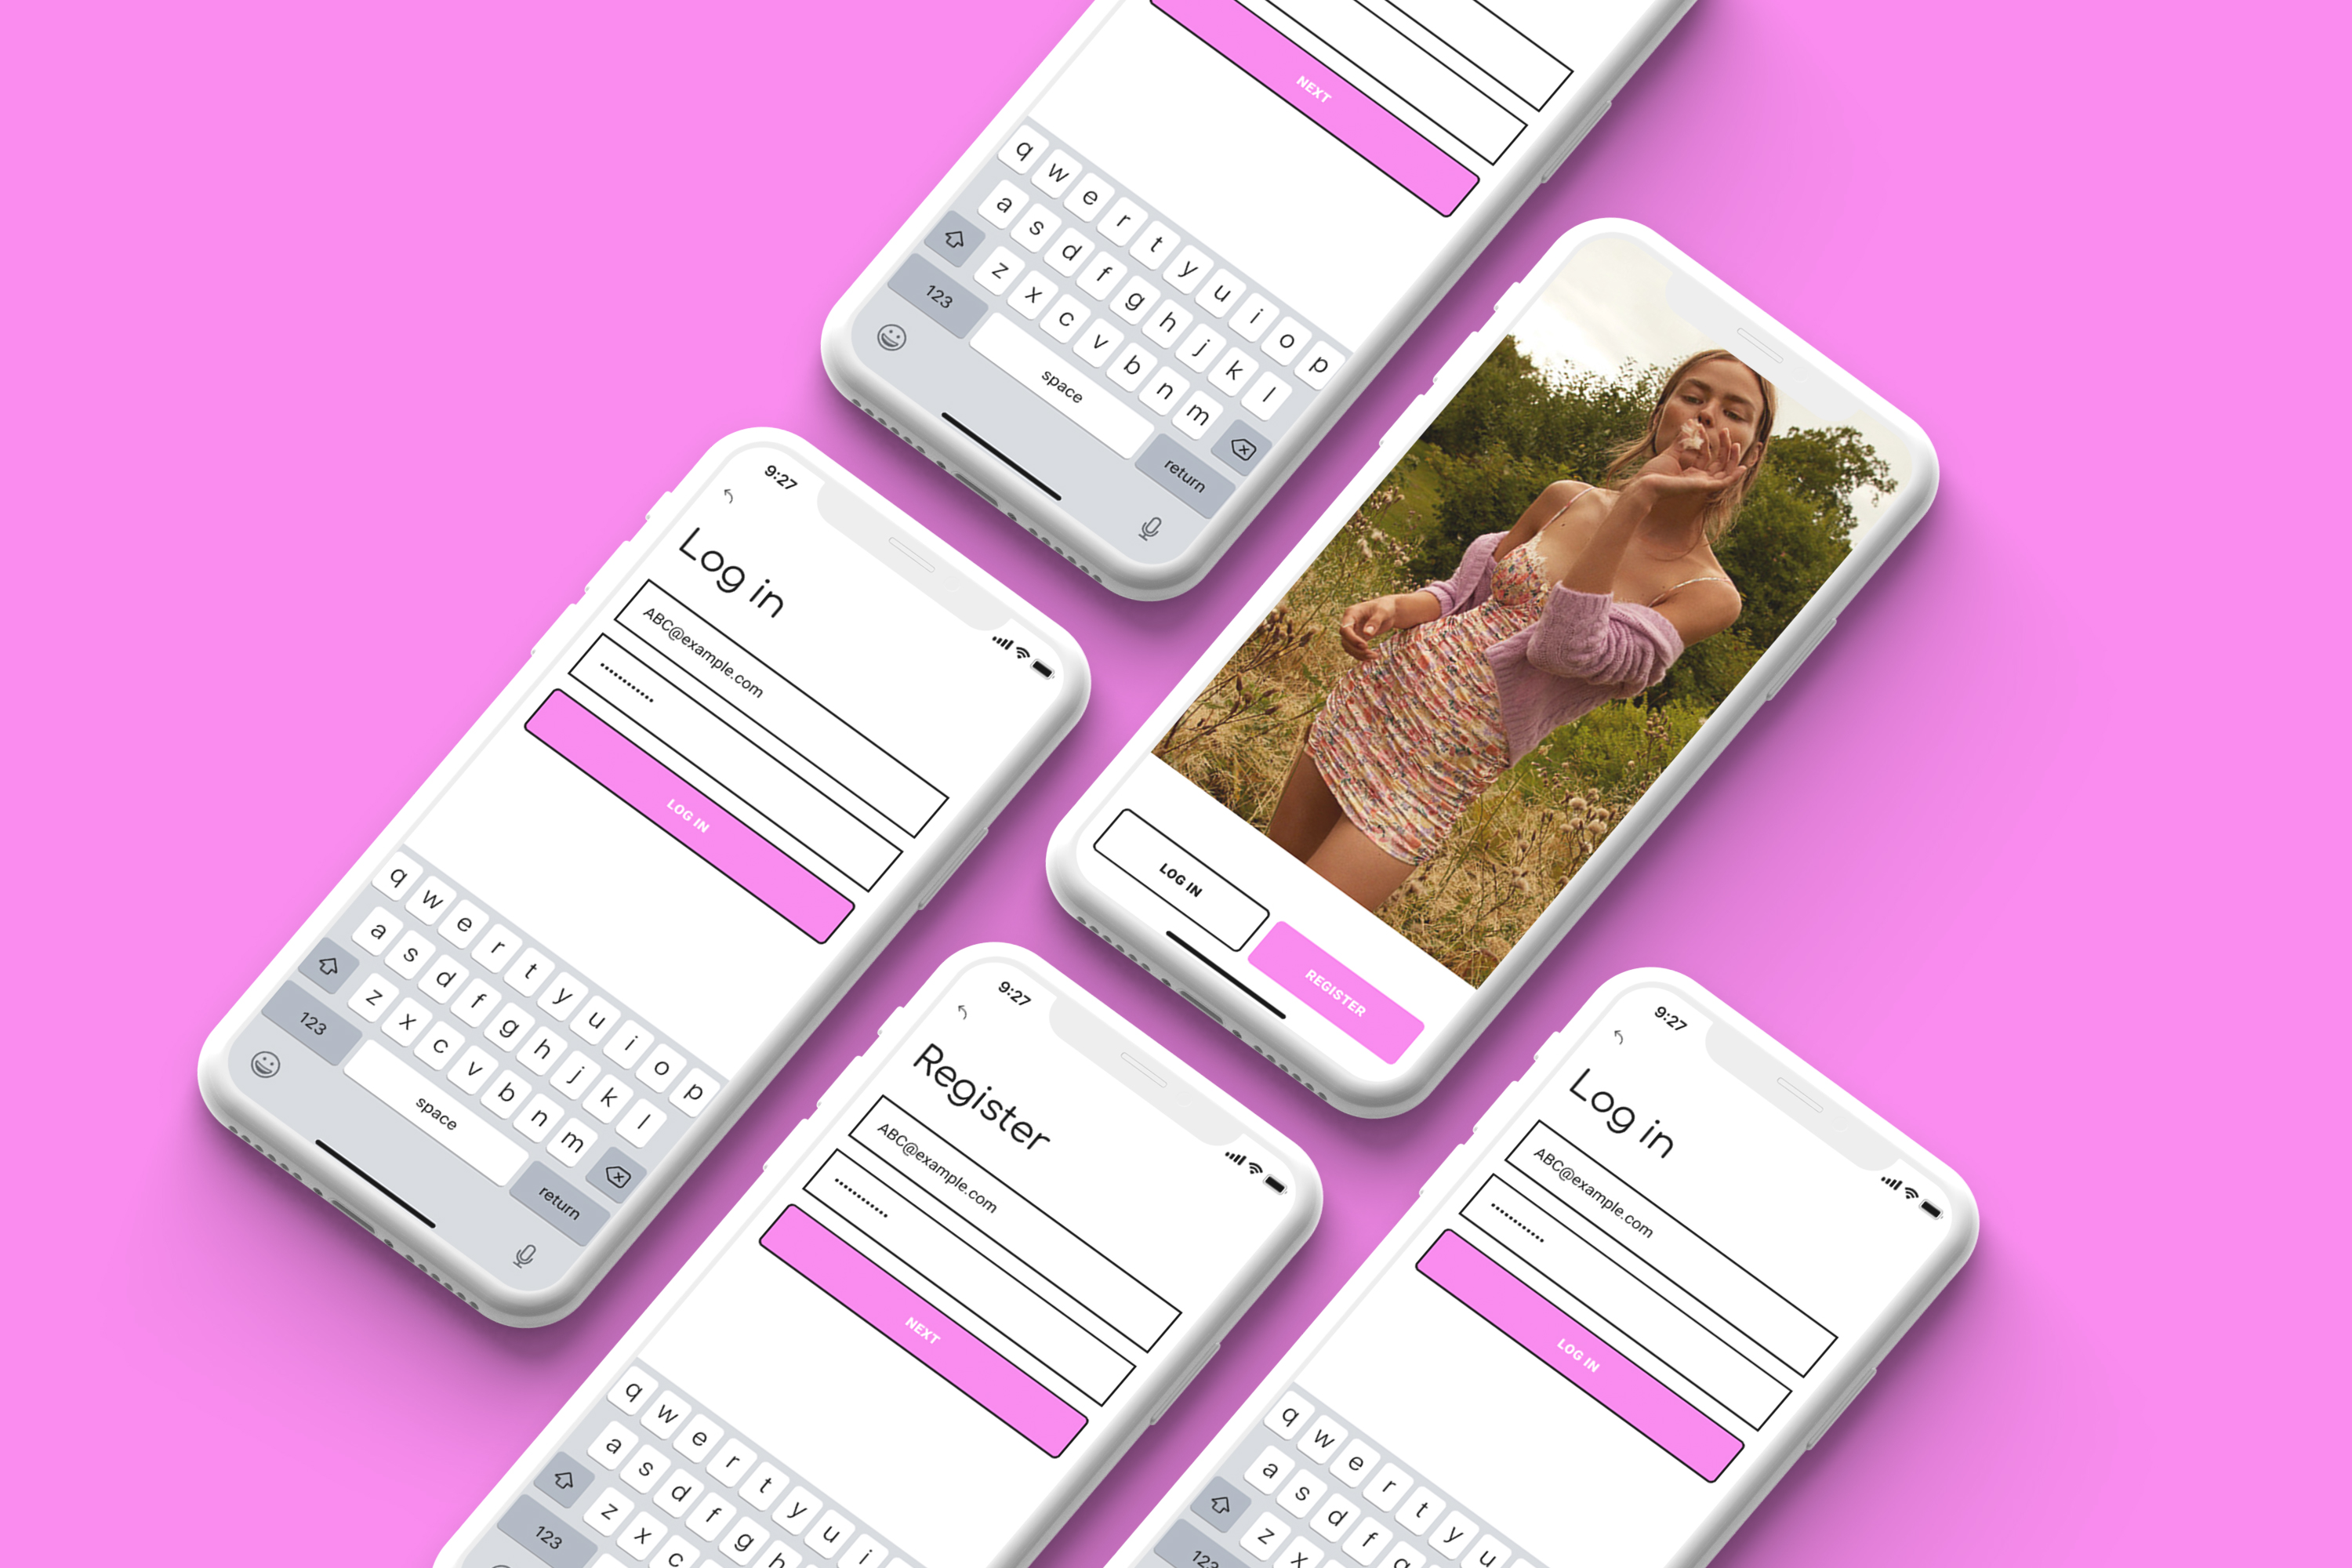 NEXT
q w e r t y u i o p
a s d f g h j k l
z x c v b n m
123
space
return
9:27
Log in
ABC@example.com
LOG IN
q w e r t y u i o p
a s d f g h j k l
z x c v b n m
123
space
return
LOG IN
REGISTER
9:27
Register
ABC@example.com
NEXT
q w e r t y u i
a s d f g h
z x c
123
9:27
Log in
ABC@example.com
LOG IN
q w e r t y u
a s d f g
z x
123